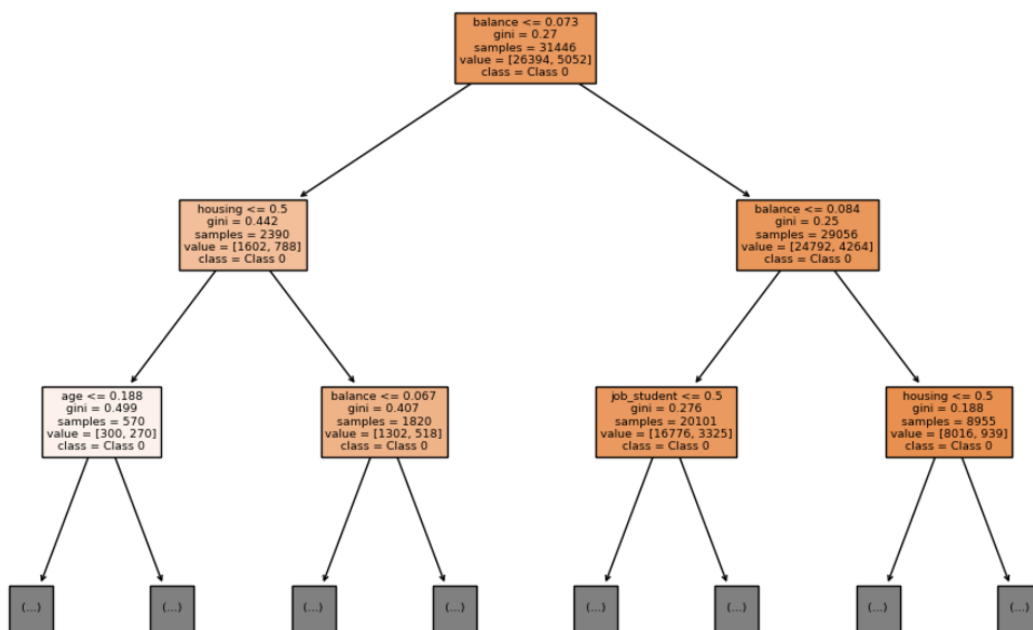 balance <= 0.073
gini = 0.27
samples = 31446
value = [26394, 5052]
class = Class 0
housing <= 0.5
gini = 0.442
samples = 2390
value = [1602, 788]
class = Class 0
balance <= 0.084
gini = 0.25
samples = 29056
value = [24792, 4264]
class = Class 0
age <= 0.188
gini = 0.499
samples = 570
value = [300, 270]
class = Class 0
balance <= 0.067
gini = 0.407
samples = 1820
value = [1302, 518]
class = Class 0
job_student <= 0.5
gini = 0.276
samples = 20101
value = [16776, 3325]
class = Class 0
housing <= 0.5
gini = 0.188
samples = 8955
value = [8016, 939]
class = Class 0
(...)
(...)
(...)
(...)
(...)
(...)
(...)
(...)